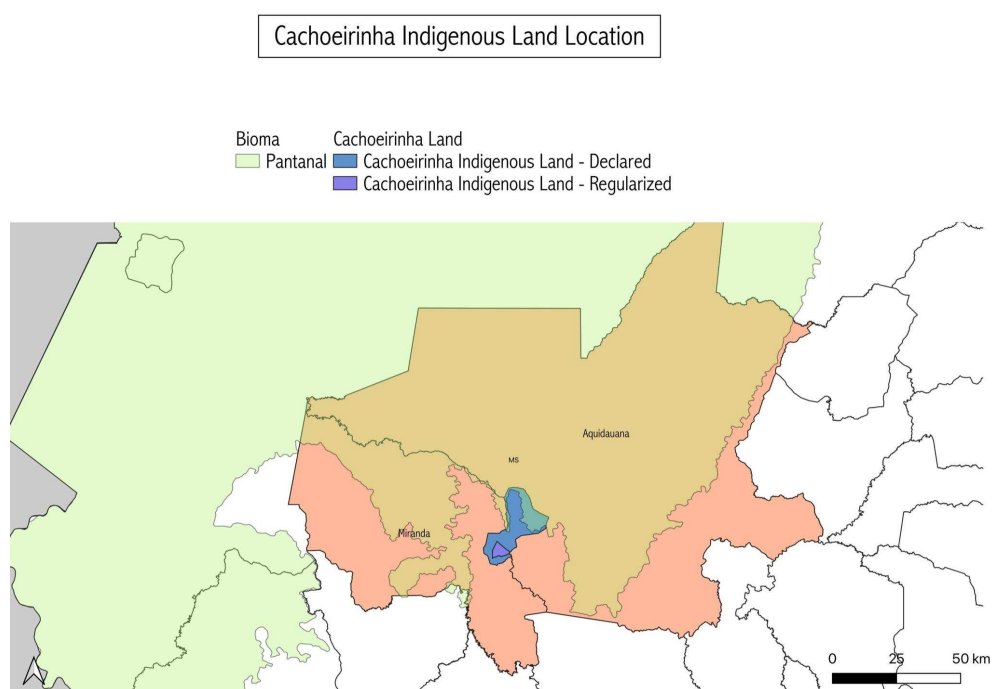 Cachoeirinha Indigenous Land Location
Bioma
Pantanal
Cachoeirinha Land
Cachoeirinha Indigenous Land - Declared
Cachoeirinha Indigenous Land - Regularized
Aquidauana
MS
Miranda
0 25 50 km